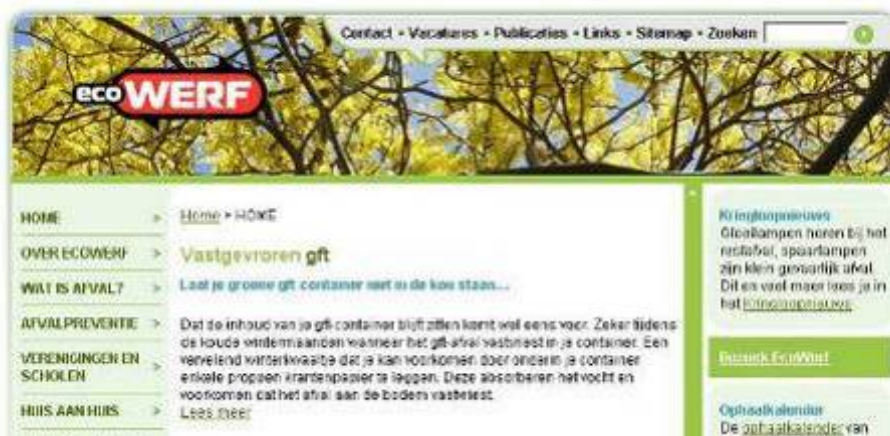 Contact • Vacatures • Publicaties • Links • Sitemap • Zoeken
eco WERF
HOME
OVER ECOWERF
WAT IS AFVAL?
AFVALPREVENTIE
VERENIGINGEN EN
SCHOLEN
HUIS AAN HUIS
Home > HOME
Vastgevroren gft
Laat je groene gft container niet in de kou staan...
Dat de inhoud van je gft-container blijft zitten komt wel eens voor. Zeker tijdens
de koude wintermaanden wanneer het gft-afval vastvriest in je container. Een
vervelend winterkwaaltje dat je kan voorkomen door onderin je container
enkele proppen krantenpapier te leggen. Deze absorberen het vocht en
voorkomen dat het afval aan de bodem vastvriest.
Lees meer
Kringloopnieuws
Gloeilampen horen bij het
restafval, spaarlampen
zijn klein gevaarlijk afval.
Dit en veel meer lees je in
het Kringloopnieuws
Bezoek EcoWerf
Ophaalkalender
De ophaalkalender van